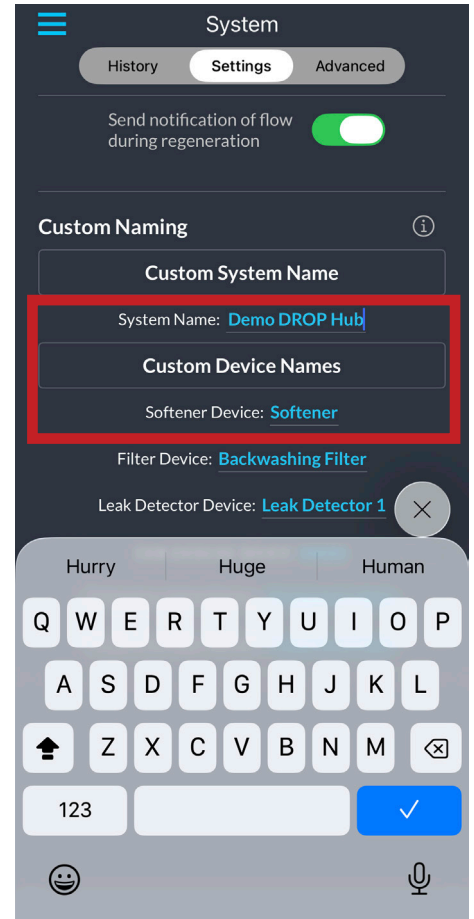 System
History Settings Advanced
Send notification of flow
during regeneration
Custom Naming
Custom System Name
System Name: Demo DROP Hub
Custom Device Names
Softener Device: Softener
Filter Device: Backwashing Filter
Leak Detector Device: Leak Detector 1
Hurry Huge Human
Q W E R T Y U I O P
A S D F G H J K L
Z X C V B N M
123